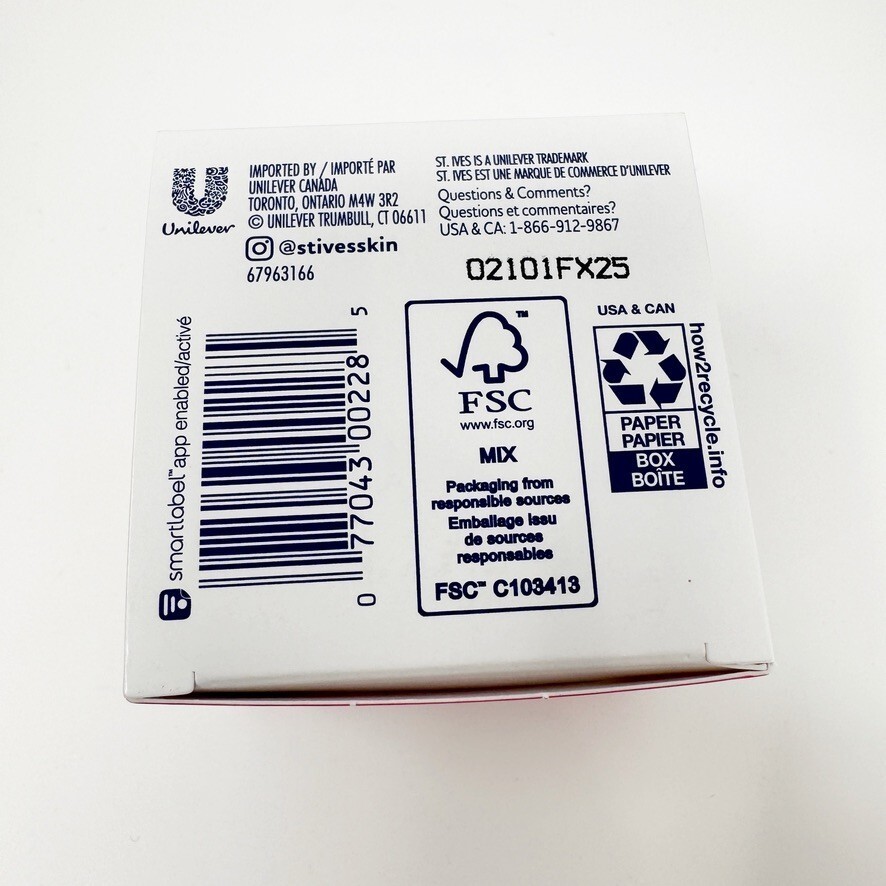 Unilever
IMPORTED BY / IMPORTÉ PAR
UNILEVER CANADA
TORONTO, ONTARIO M4W 3R2
© UNILEVER TRUMBULL, CT 06611
@stivesskin
67963166
ST. IVES IS A UNILEVER TRADEMARK
ST. IVES EST UNE MARQUE DE COMMERCE D'UNILEVER
Questions & Comments?
Questions et commentaires?
USA & CA: 1-866-912-9867
02101FX25
smartlabel™ app enabled/activé
0 77043 00228 5
™
FSC
www.fsc.org
MIX
Packaging from
responsible sources
Emballage issu
de sources
responsables
FSC™ C103413
USA & CAN
PAPER
PAPIER
BOX
BOÎTE
how2recycle.info